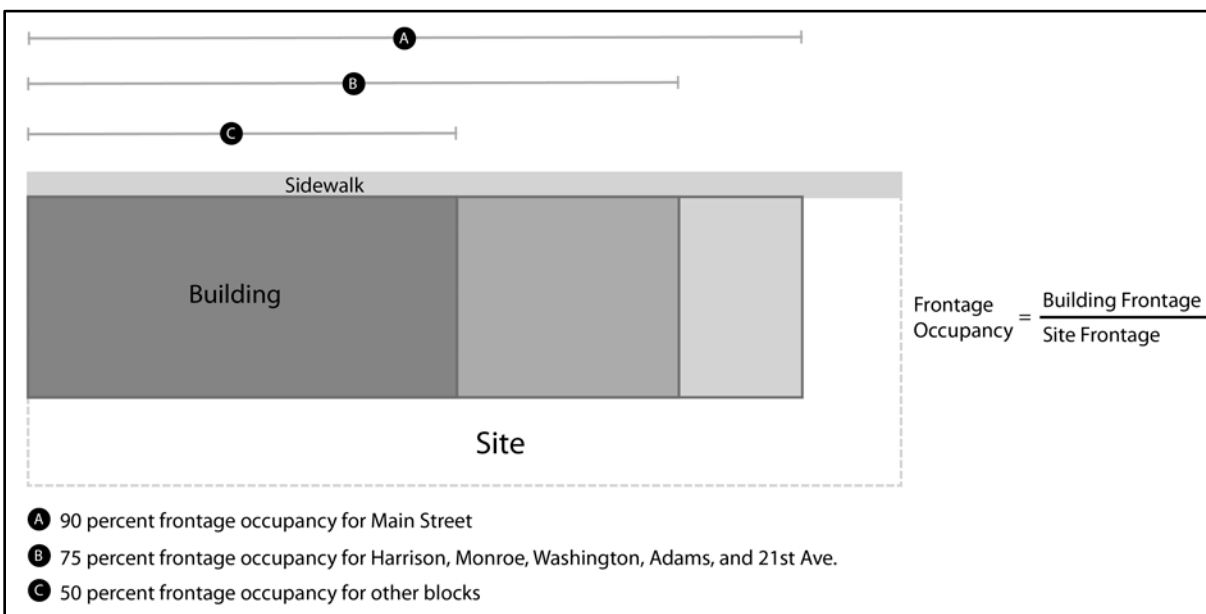 A
B
C
Sidewalk
Building
Site
Frontage Occupancy = Building Frontage / Site Frontage
A 90 percent frontage occupancy for Main Street
B 75 percent frontage occupancy for Harrison, Monroe, Washington, Adams, and 21st Ave.
C 50 percent frontage occupancy for other blocks